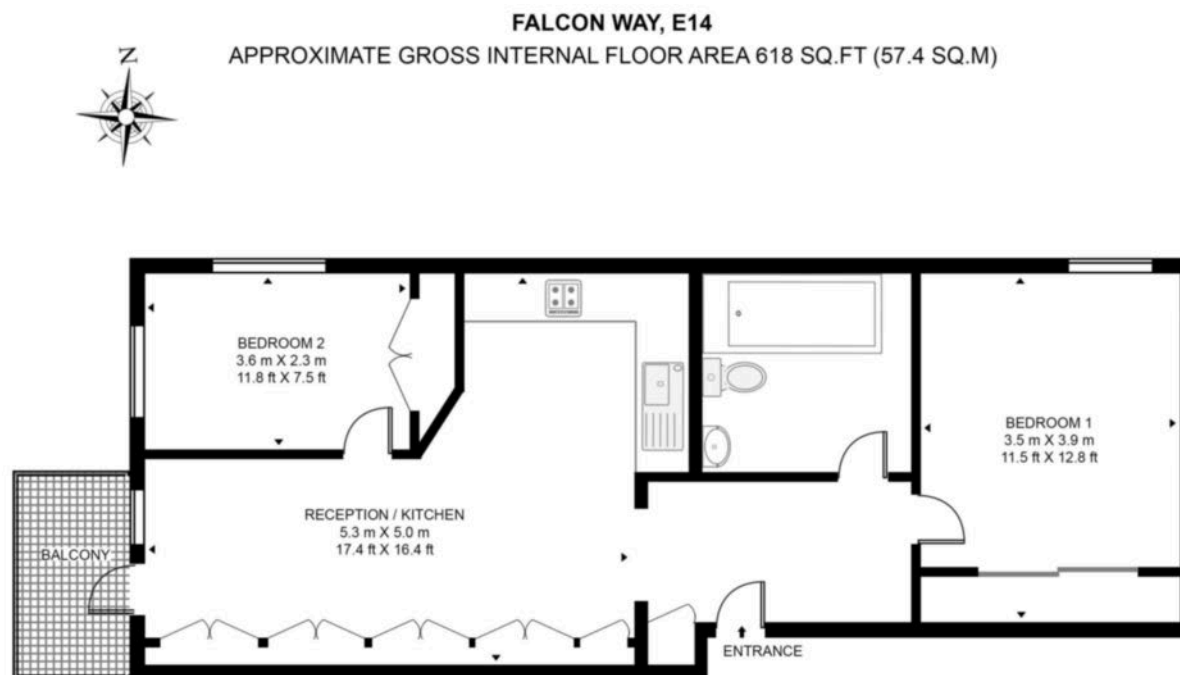 FALCON WAY, E14
APPROXIMATE GROSS INTERNAL FLOOR AREA 618 SQ.FT (57.4 SQ.M)
N
BEDROOM 2
3.6 m X 2.3 m
11.8 ft X 7.5 ft
BEDROOM 1
3.5 m X 3.9 m
11.5 ft X 12.8 ft
RECEPTION / KITCHEN
5.3 m X 5.0 m
17.4 ft X 16.4 ft
BALCONY
ENTRANCE